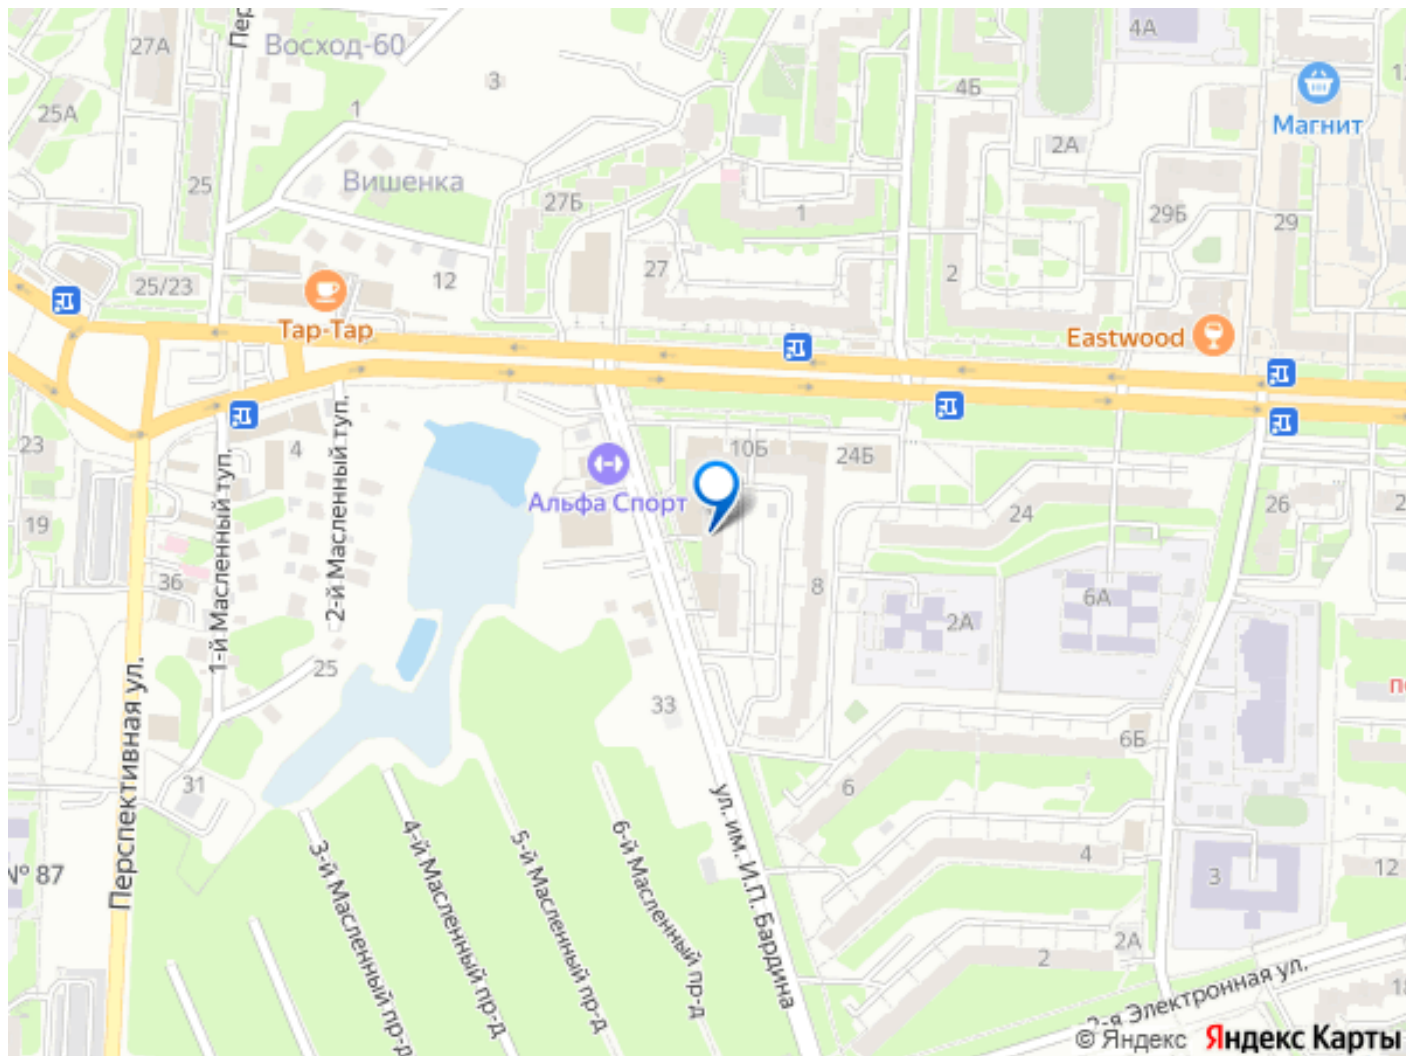 27А
Восход-60
4А
3
4Б
Магнит
25А
1
2А
25
Вишенка
27Б
1
29Б
29
25/23
12
27
2
Тар-Тар
Eastwood
23
4
10Б
24Б
Альфа Спорт
24
26
19
36
1-й Масленный туп.
2-й Масленный туп.
8
2А
6А
25
33
6Б
31
6
Перспективная ул.
ул. им. И.П. Бардина
№ 87
3-й Масленный пр-д
4-й Масленный пр-д
5-й Масленный пр-д
6-й Масленный пр-д
4
3
12
2А
2
2-я Электронная ул.
© Яндекс Яндекс Карты